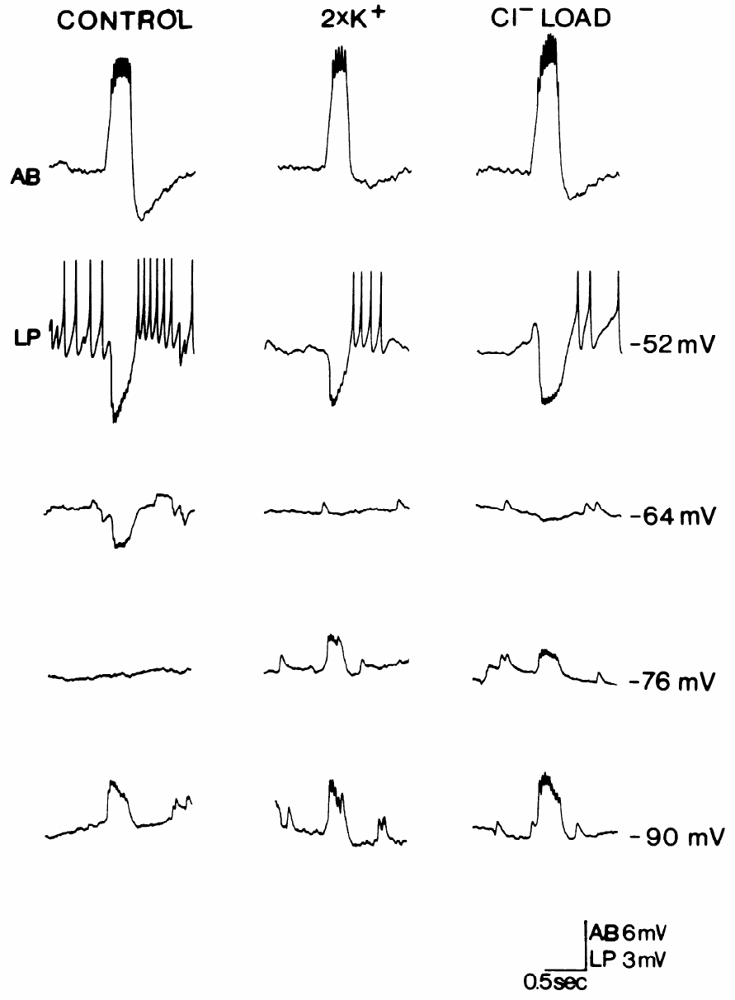 CONTROL 2xK⁺ Cl⁻ LOAD
AB
LP -52 mV
-64 mV
-76 mV
-90 mV
AB 6mV
LP 3mV
0.5sec